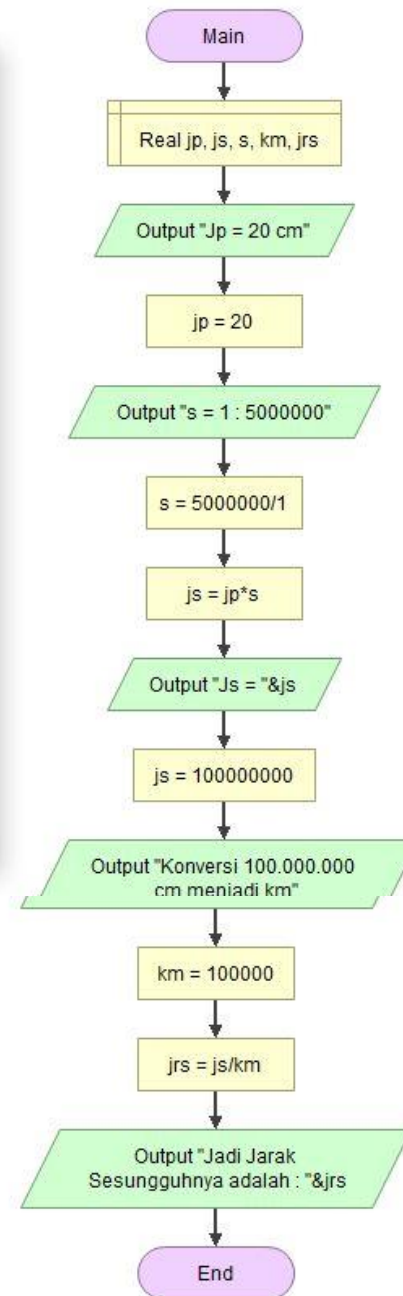 Main
Real jp, js, s, km, jrs
Output "Jp = 20 cm"
jp = 20
Output "s = 1 : 5000000"
s = 5000000/1
js = jp*s
Output "Js = "&js
js = 100000000
Output "Konversi 100.000.000
cm menjadi km"
km = 100000
jrs = js/km
Output "Jadi Jarak
Sesungguhnya adalah : "&jrs
End